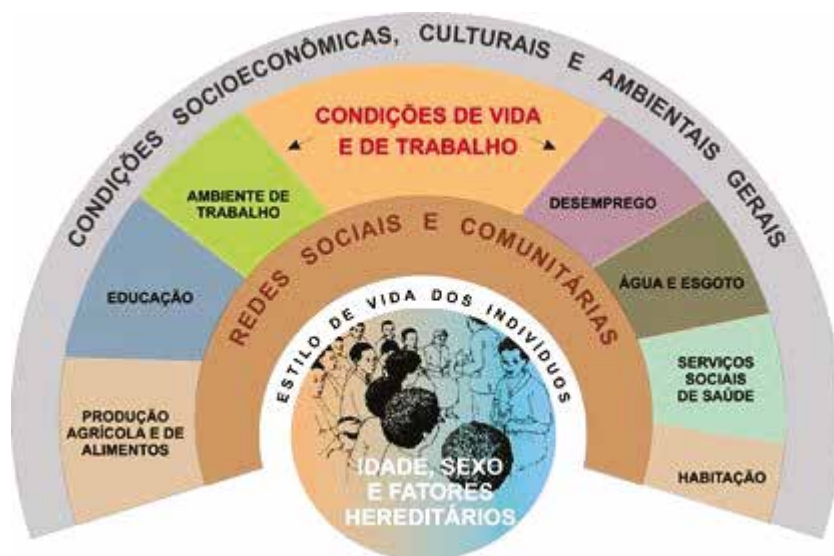 CONDIÇÕES SOCIOECONÔMICAS, CULTURAIS E AMBIENTAIS GERAIS
CONDIÇÕES DE VIDA
E DE TRABALHO
AMBIENTE DE
TRABALHO
DESEMPREGO
EDUCAÇÃO
ÁGUA E ESGOTO
PRODUÇÃO
AGRÍCOLA E DE
ALIMENTOS
SERVIÇOS
SOCIAIS
DE SAÚDE
HABITAÇÃO
REDES SOCIAIS E COMUNITÁRIAS
ESTILO DE VIDA DOS INDIVÍDUOS
IDADE, SEXO
E FATORES
HEREDITÁRIOS